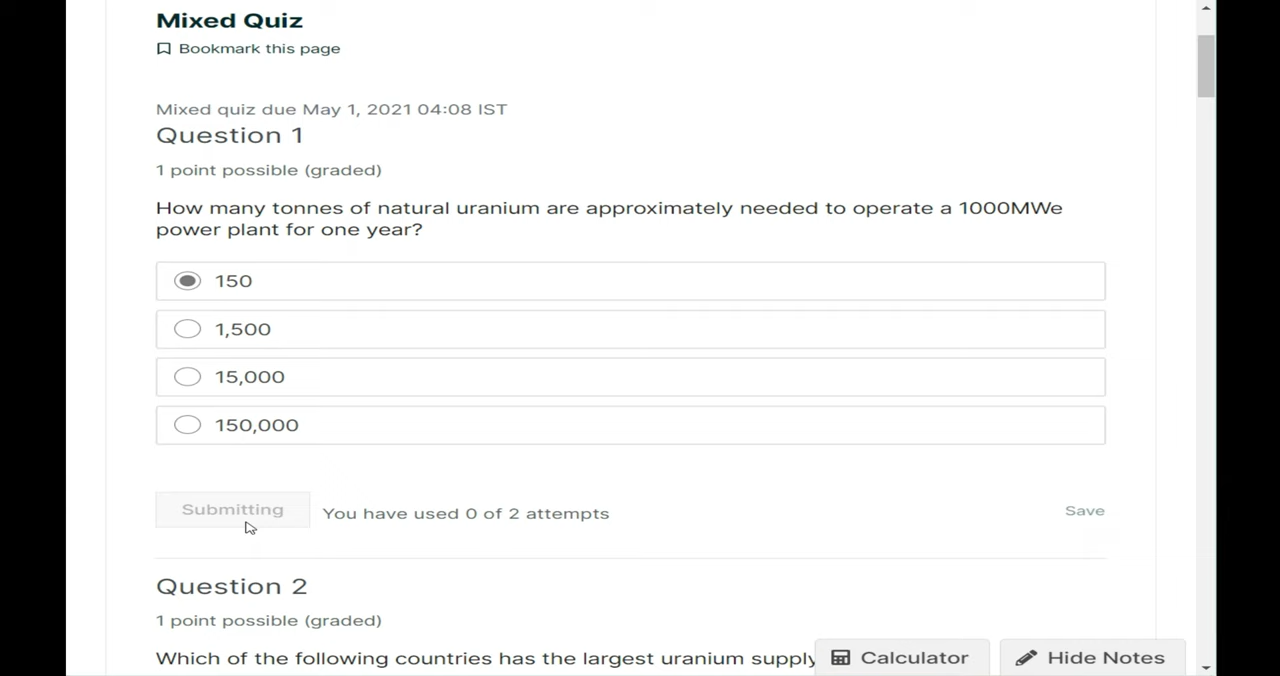 Mixed Quiz
Bookmark this page
Mixed quiz due May 1, 2021 04:08 IST
Question 1
1 point possible (graded)
How many tonnes of natural uranium are approximately needed to operate a 1000MWe
power plant for one year?
150
1,500
15,000
150,000
Submitting
You have used 0 of 2 attempts
Save
Question 2
1 point possible (graded)
Which of the following countries has the largest uranium supply
Calculator
Hide Notes